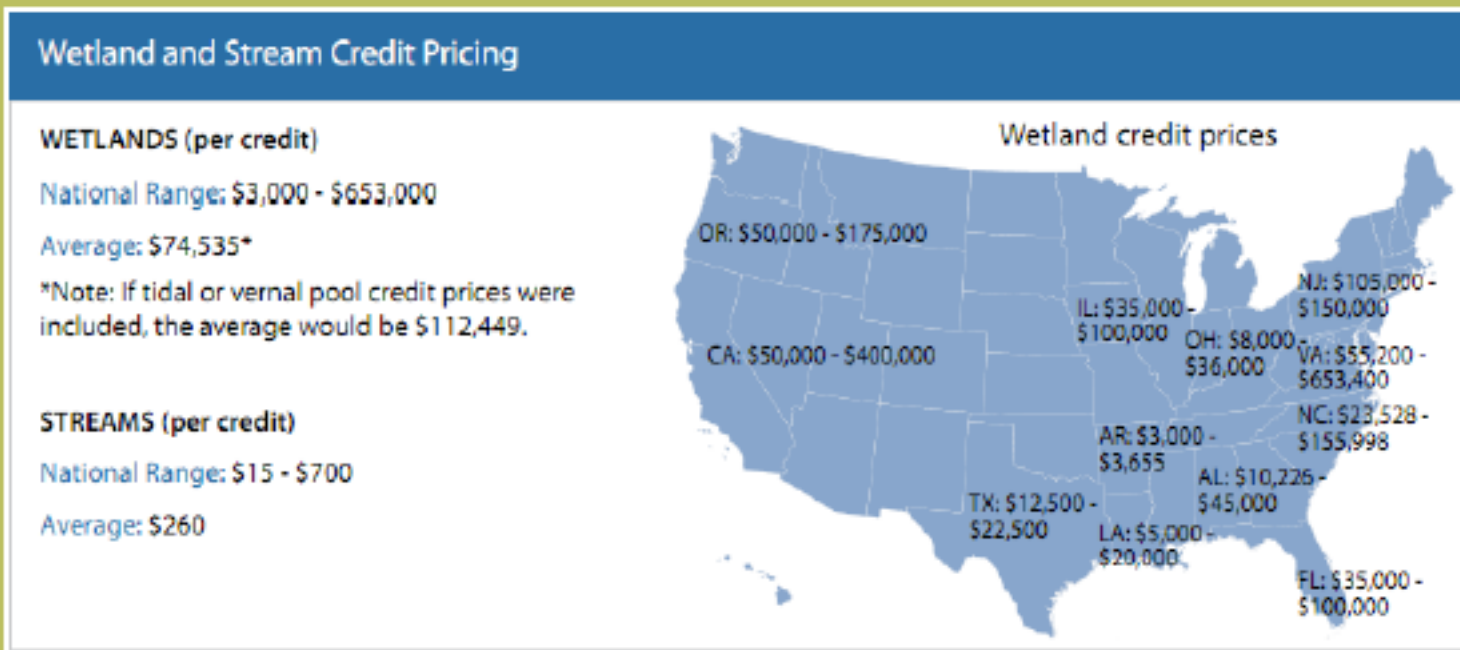 Wetland and Stream Credit Pricing
WETLANDS (per credit)
National Range: $3,000 - $653,000
Average: $74,535*
*Note: If tidal or vernal pool credit prices were
included, the average would be $112,449.
STREAMS (per credit)
National Range: $15 - $700
Average: $260
Wetland credit prices
OR: $50,000 - $175,000
CA: $50,000 - $400,000
IL: $35,000 -
$100,000
OH: $8,000 -
$36,000
NJ: $105,000 -
$150,000
VA: $55,200 -
$653,400
NC: $23,528 -
$155,998
AR: $3,000 -
$3,655
AL: $10,226 -
$45,000
TX: $12,500 -
$22,500
LA: $5,000 -
$20,000
FL: $35,000 -
$100,000